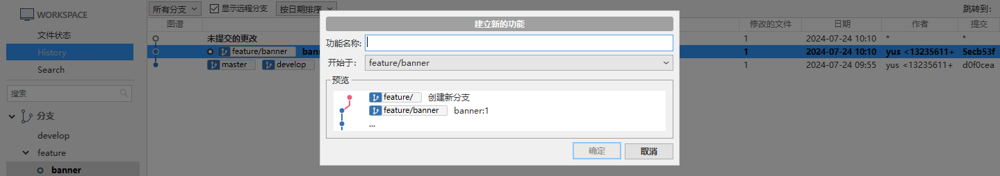 WORKSPACE
文件状态
History
Search
搜索
分支
develop
feature
banner
所有分支 显示远程分支 按日期排序 跳转到:
图谱 修改的文件 日期 作者 提交
未提交的更改 1 2024-07-24 10:10 * *
feature/banner bann 1 2024-07-24 10:10 yus <13235611+ 5ecb53f
master develop 1 2024-07-24 09:55 yus <13235611+ d0f0cea
建立新的功能
功能名称:
开始于: feature/banner
预览
feature/ 创建新分支
feature/banner banner:1
...
确定 取消